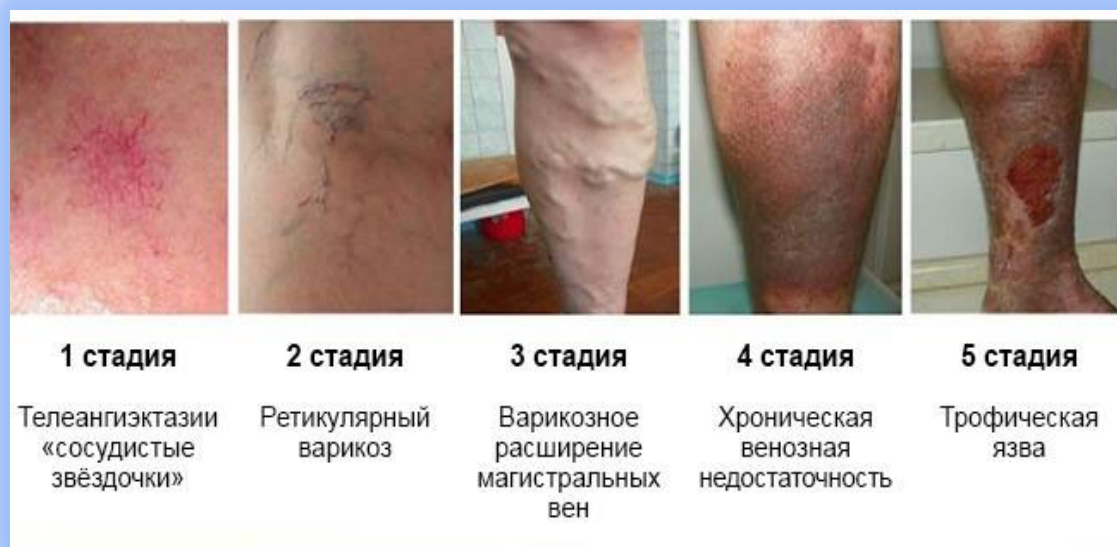 1 стадия
2 стадия
3 стадия
4 стадия
5 стадия
Телеангиэктазии
«сосудистые
звёздочки»
Ретикулярный
варикоз
Варикозное
расширение
магистральных
вен
Хроническая
венозная
недостаточность
Трофическая
язва